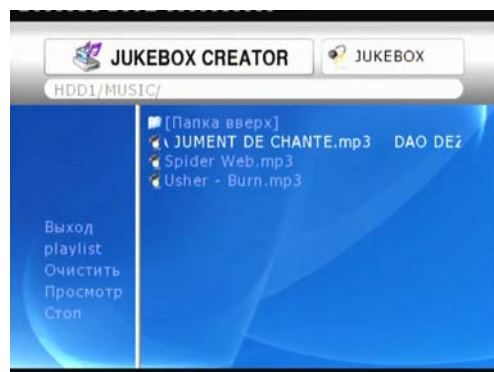 JUKEBOX CREATOR
JUKEBOX
HDD1/MUSIC/
[Папка вверх]
\ JUMENT DE CHANTE.mp3 DAO DEZ
Spider Web.mp3
Usher - Burn.mp3
Выход
playlist
Очистить
Просмотр
Стоп